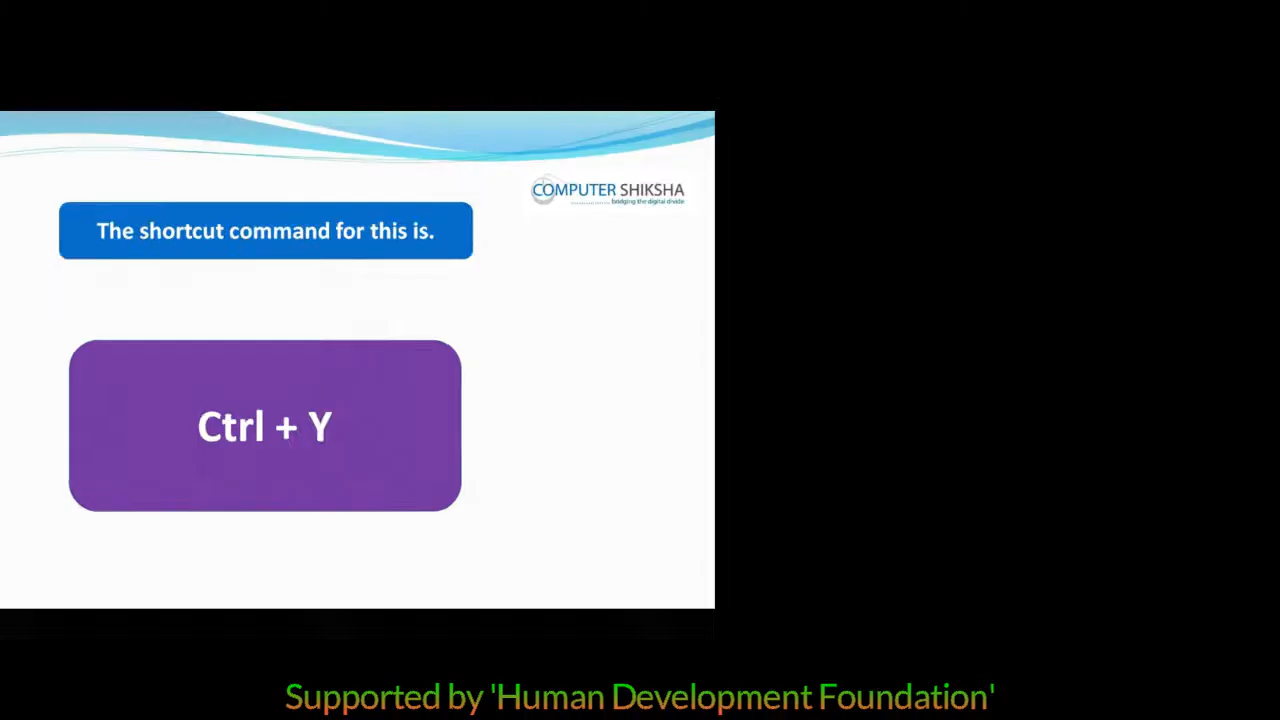 COMPUTER SHIKSHA
bridging the digital divide
The shortcut command for this is.
Ctrl + Y
Supported by 'Human Development Foundation'